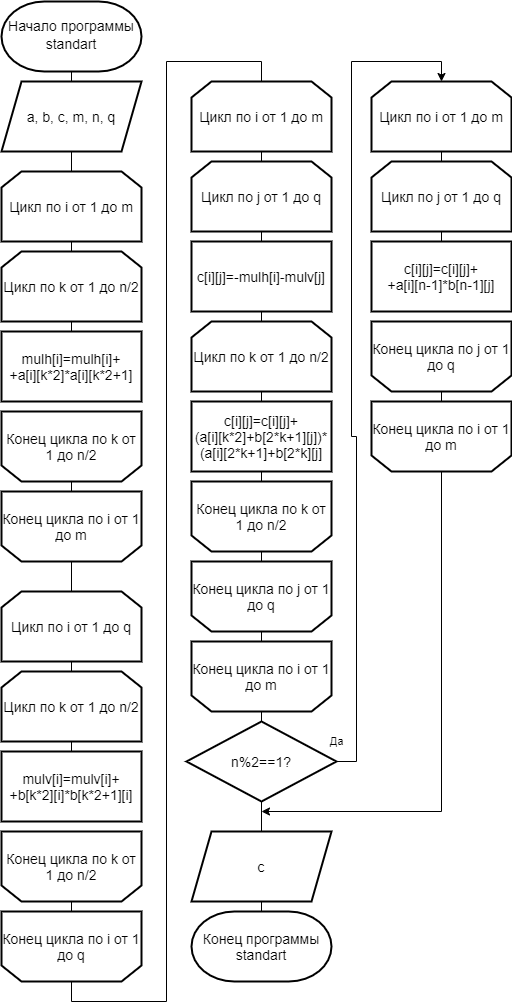 Начало программы
standart
a, b, c, m, n, q
Цикл по i от 1 до m
Цикл по k от 1 до n/2
mulh[i]=mulh[i]+
+a[i][k*2]*a[i][k*2+1]
Конец цикла по k от
1 до n/2
Конец цикла по i от 1
до m
Цикл по i от 1 до q
Цикл по k от 1 до n/2
mulv[i]=mulv[i]+
+b[k*2][i]*b[k*2+1][i]
Конец цикла по k от
1 до n/2
Конец цикла по i от 1
до q
Цикл по i от 1 до m
Цикл по j от 1 до q
c[i][j]=-mulh[i]-mulv[j]
Цикл по k от 1 до n/2
c[i][j]=c[i][j]+
(a[i][k*2]+b[2*k+1][j])*
(a[i][2*k+1]+b[2*k][j]
Конец цикла по k от
1 до n/2
Конец цикла по j от 1
до q
Конец цикла по i от 1
до m
n%2==1?
Да
c
Конец программы
standart
Цикл по i от 1 до m
Цикл по j от 1 до q
c[i][j]=c[i][j]+
+a[i][n-1]*b[n-1][j]
Конец цикла по j от 1
до q
Конец цикла по i от 1
до m